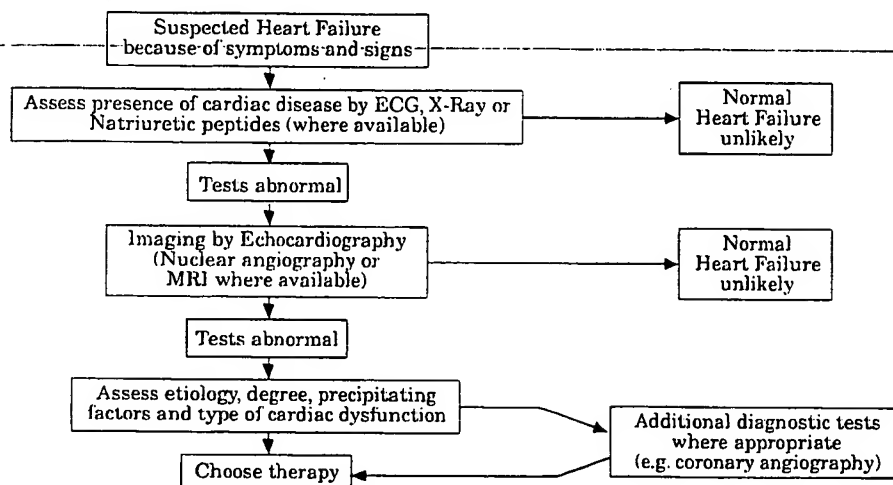 Suspected Heart Failure
because of symptoms and signs
Assess presence of cardiac disease by ECG, X-Ray or
Natriuretic peptides (where available)
Normal
Heart Failure
unlikely
Tests abnormal
Imaging by Echocardiography
(Nuclear angiography or
MRI where available)
Normal
Heart Failure
unlikely
Tests abnormal
Assess etiology, degree, precipitating
factors and type of cardiac dysfunction
Additional diagnostic tests
where appropriate
(e.g. coronary angiography)
Choose therapy